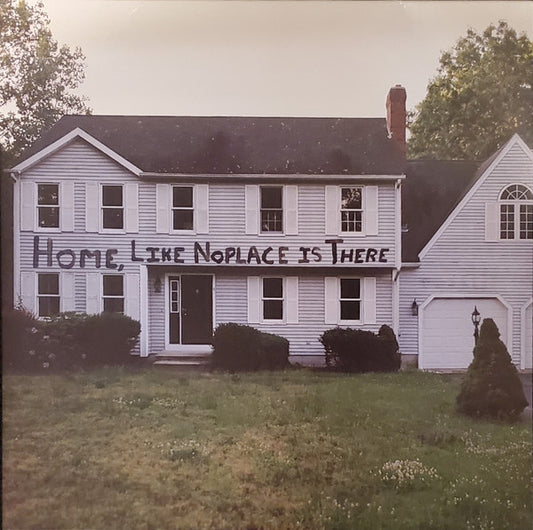 Home, Like Noplace is There